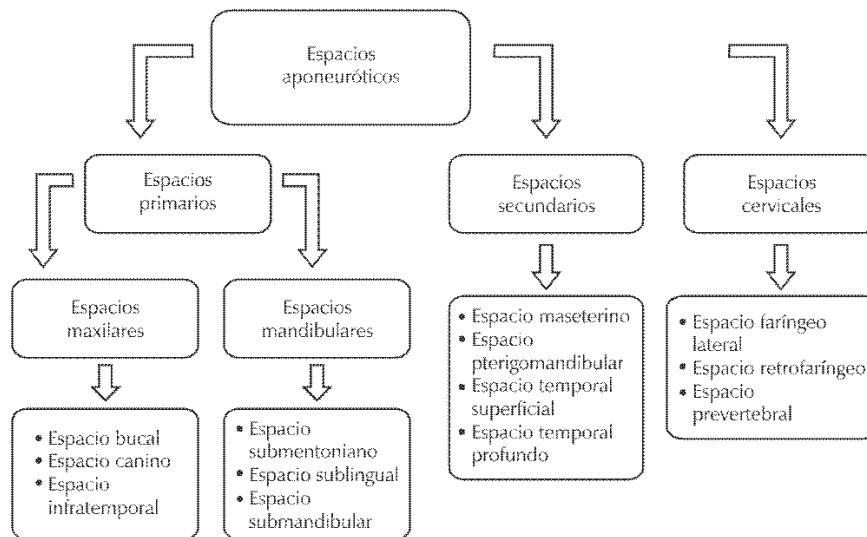 Espacios
aponeuróticos
Espacios
primarios
Espacios
secundarios
Espacios
cervicales
Espacios
maxilares
Espacios
mandibulares
• Espacio maseterino
• Espacio
pterigomandibular
• Espacio temporal
superficial
• Espacio temporal
profundo
• Espacio faríngeo
lateral
• Espacio retrofaríngeo
• Espacio
prevertebral
• Espacio bucal
• Espacio canino
• Espacio
infratemporal
• Espacio
submentoniano
• Espacio sublingual
• Espacio
submandibular